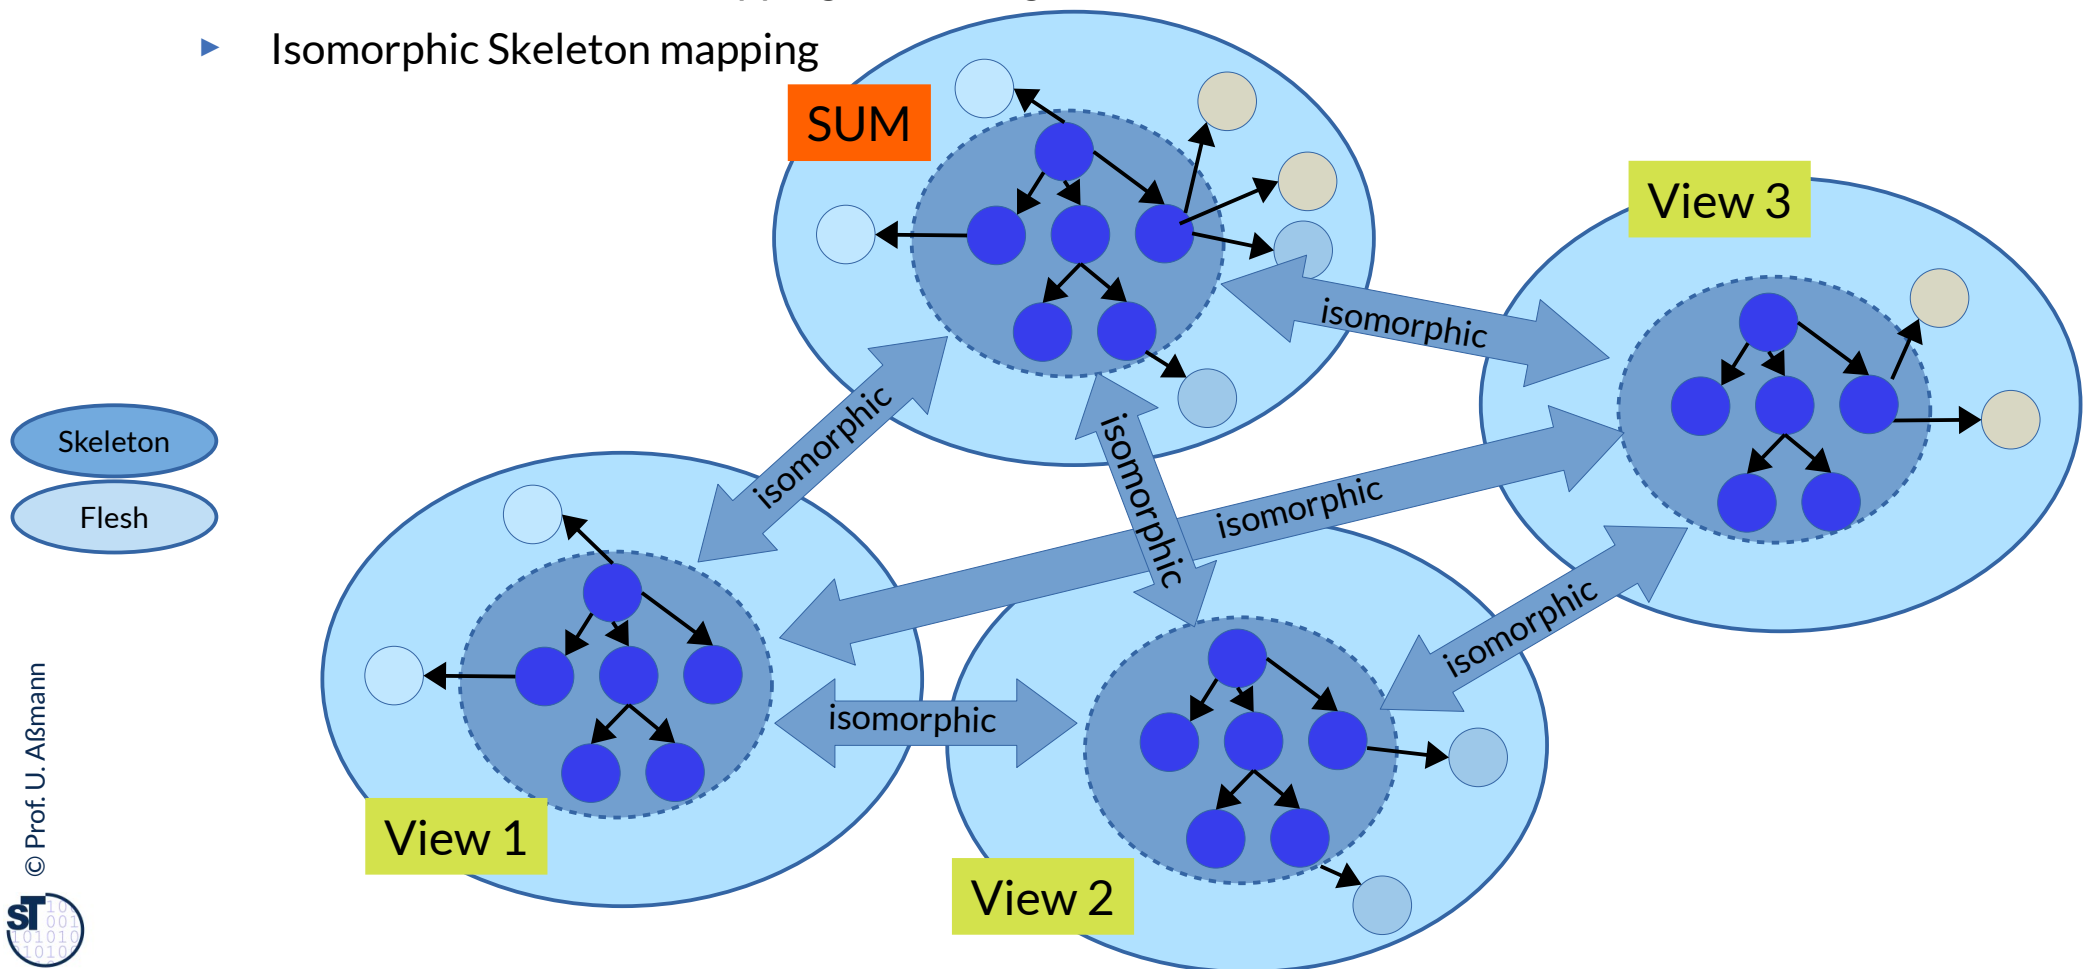 Isomorphic Skeleton mapping
SUM
View 3
isomorphic
isomorphic
isomorphic
Skeleton
isomorphic
Flesh
isomorphic
isomorphic
View 1
View 2
© Prof. U. Aßmann
ST